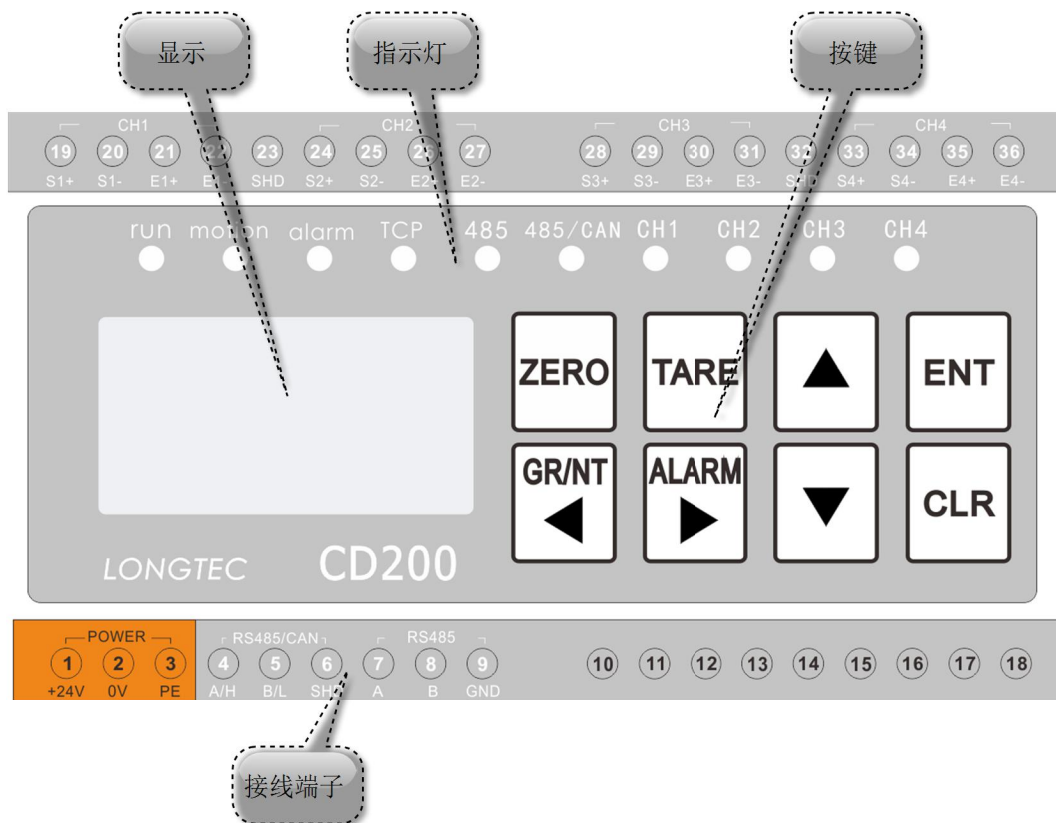 显示 指示灯 按键
CH1 CH2 CH3 CH4
19 20 21 22 23 24 25 26 27 28 29 30 31 32 33 34 35 36
S1+ S1- E1+ SHD S2+ S2- E2- S3+ S3- E3+ E3- S4+ S4- E4+ E4-
run motion alarm TCP 485 485/CAN CH1 CH2 CH3 CH4
ZERO TARE ENT
GR/NT ALARM CLR
LONGTEC CD200
POWER RS485/CAN RS485
1 2 3 4 5 6 7 8 9 10 11 12 13 14 15 16 17 18
+24V 0V PE A/H B/L A B GND
接线端子